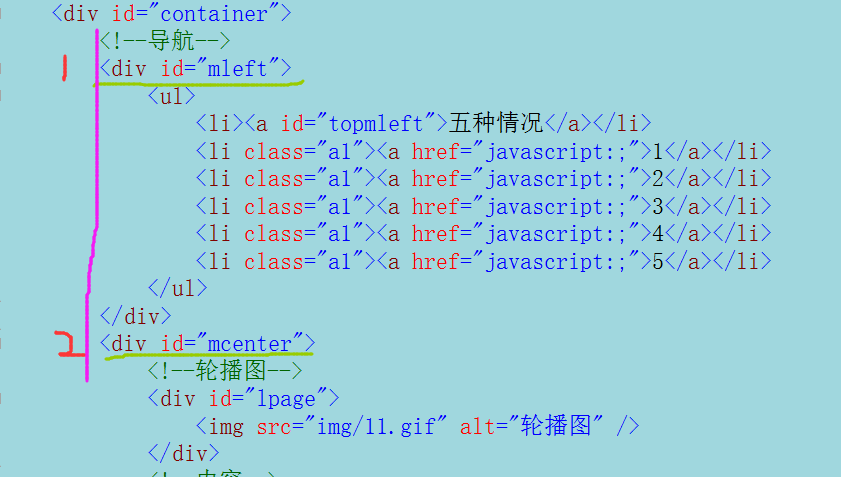 <div id="container">
<!--导航-->
1 <div id="mleft">
<ul>
<li><a id="topmleft">五种情况</a></li>
<li class="a1"><a href="javascript:;">1</a></li>
<li class="a1"><a href="javascript:;">2</a></li>
<li class="a1"><a href="javascript:;">3</a></li>
<li class="a1"><a href="javascript:;">4</a></li>
<li class="a1"><a href="javascript:;">5</a></li>
</ul>
</div>
2 <div id="mcenter">
<!--轮播图-->
<div id="lpage">
<img src="img/11.gif" alt="轮播图" />
</div>